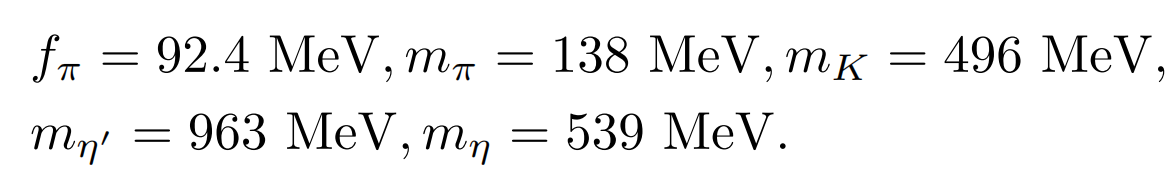 f_π = 92.4 MeV, m_π = 138 MeV, m_K = 496 MeV,
m_η′ = 963 MeV, m_η = 539 MeV.